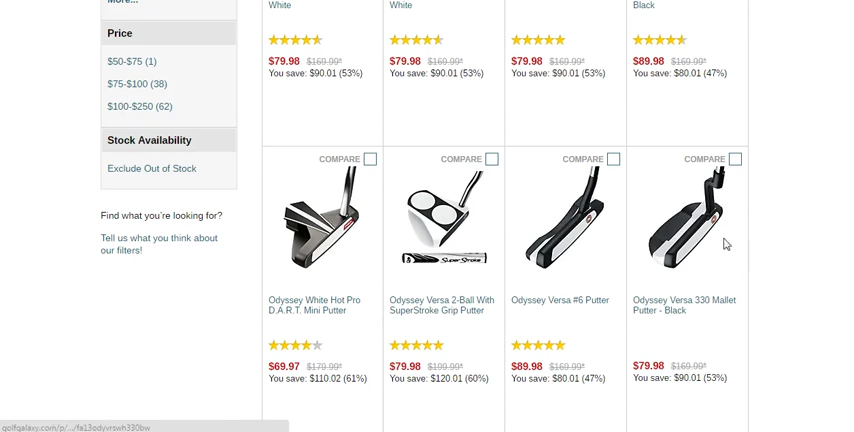 More...
White
White
Black
Price
$50-$75 (1)
$75-$100 (38)
$100-$250 (62)
$79.98 $169.99*
You save: $90.01 (53%)
$79.98 $169.99*
You save: $90.01 (53%)
$79.98 $169.99*
You save: $90.01 (53%)
$89.98 $169.99*
You save: $80.01 (47%)
Stock Availability
Exclude Out of Stock
Find what you're looking for?
Tell us what you think about
our filters!
COMPARE
COMPARE
COMPARE
COMPARE
SUPERSTROKE
Odyssey White Hot Pro
D.A.R.T. Mini Putter
$69.97 $179.99*
You save: $110.02 (61%)
Odyssey Versa 2-Ball With
SuperStroke Grip Putter
$79.98 $199.99*
You save: $120.01 (60%)
Odyssey Versa #6 Putter
$89.98 $169.99*
You save: $80.01 (47%)
Odyssey Versa 330 Mallet
Putter - Black
$79.98 $169.99*
You save: $90.01 (53%)
golfgalaxy.com/p/.../fa13odyvrswh330bw